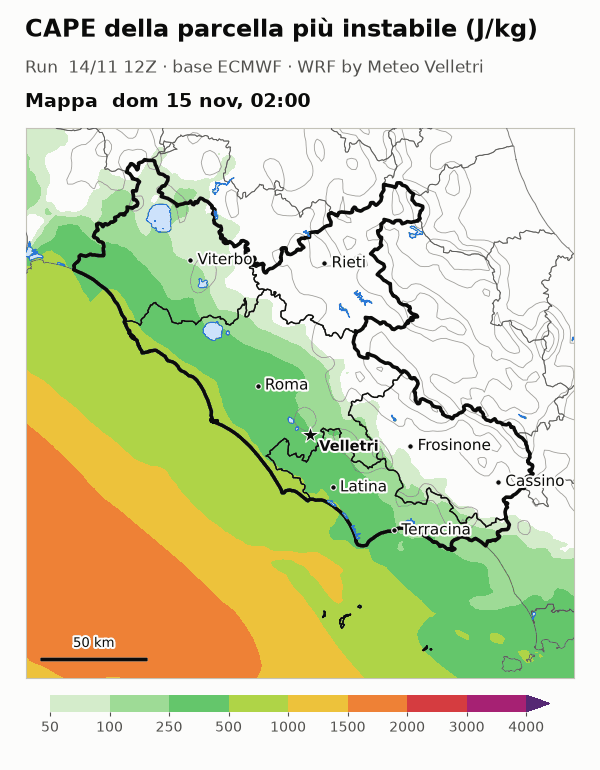 CAPE della parcella più instabile (J/kg)
Run  14/11 12Z · base ECMWF · WRF by Meteo Velletri
Mappa  dom 15 nov, 02:00
Viterbo
Rieti
Roma
Velletri
Frosinone
Cassino
Latina
Terracina
50 km
50 100 250 500 1000 1500 2000 3000 4000